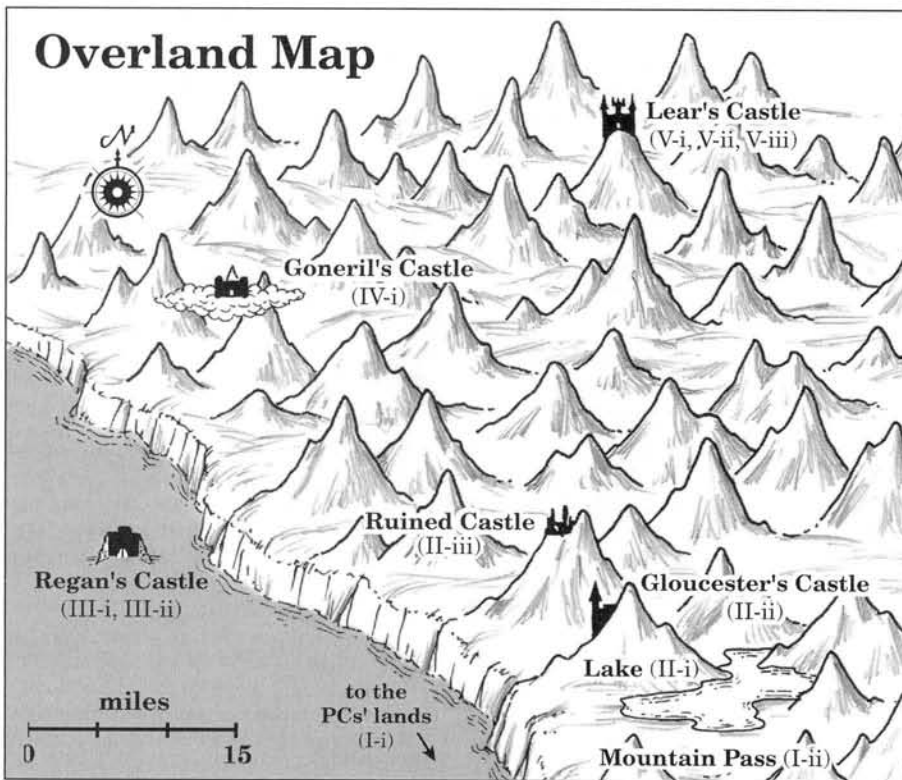 Overland Map
N
Lear's Castle
(V-i, V-ii, V-iii)
Goneril's Castle
(IV-i)
Ruined Castle
(II-iii)
Regan's Castle
(III-i, III-ii)
Gloucester's Castle
(II-ii)
Lake (II-i)
miles
0 15
to the
PCs' lands
(I-i)
Mountain Pass (I-ii)